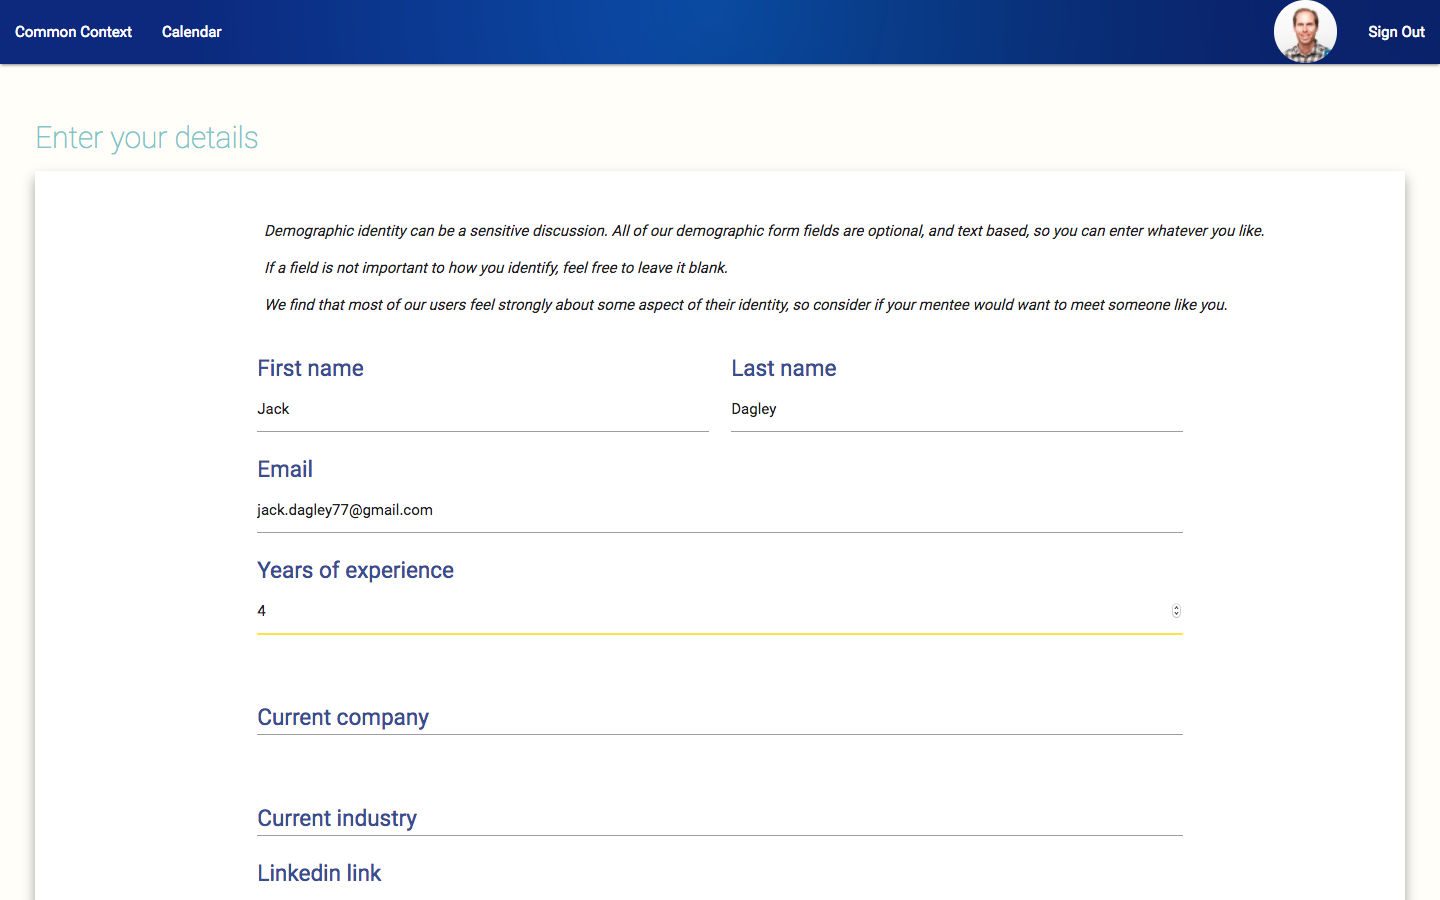 Common Context
Calendar
Sign Out
Enter your details
Demographic identity can be a sensitive discussion. All of our demographic form fields are optional, and text based, so you can enter whatever you like.
If a field is not important to how you identify, feel free to leave it blank.
We find that most of our users feel strongly about some aspect of their identity, so consider if your mentee would want to meet someone like you.
First name
Last name
Jack
Dagley
Email
jack.dagley77@gmail.com
Years of experience
4
Current company
Current industry
Linkedin link